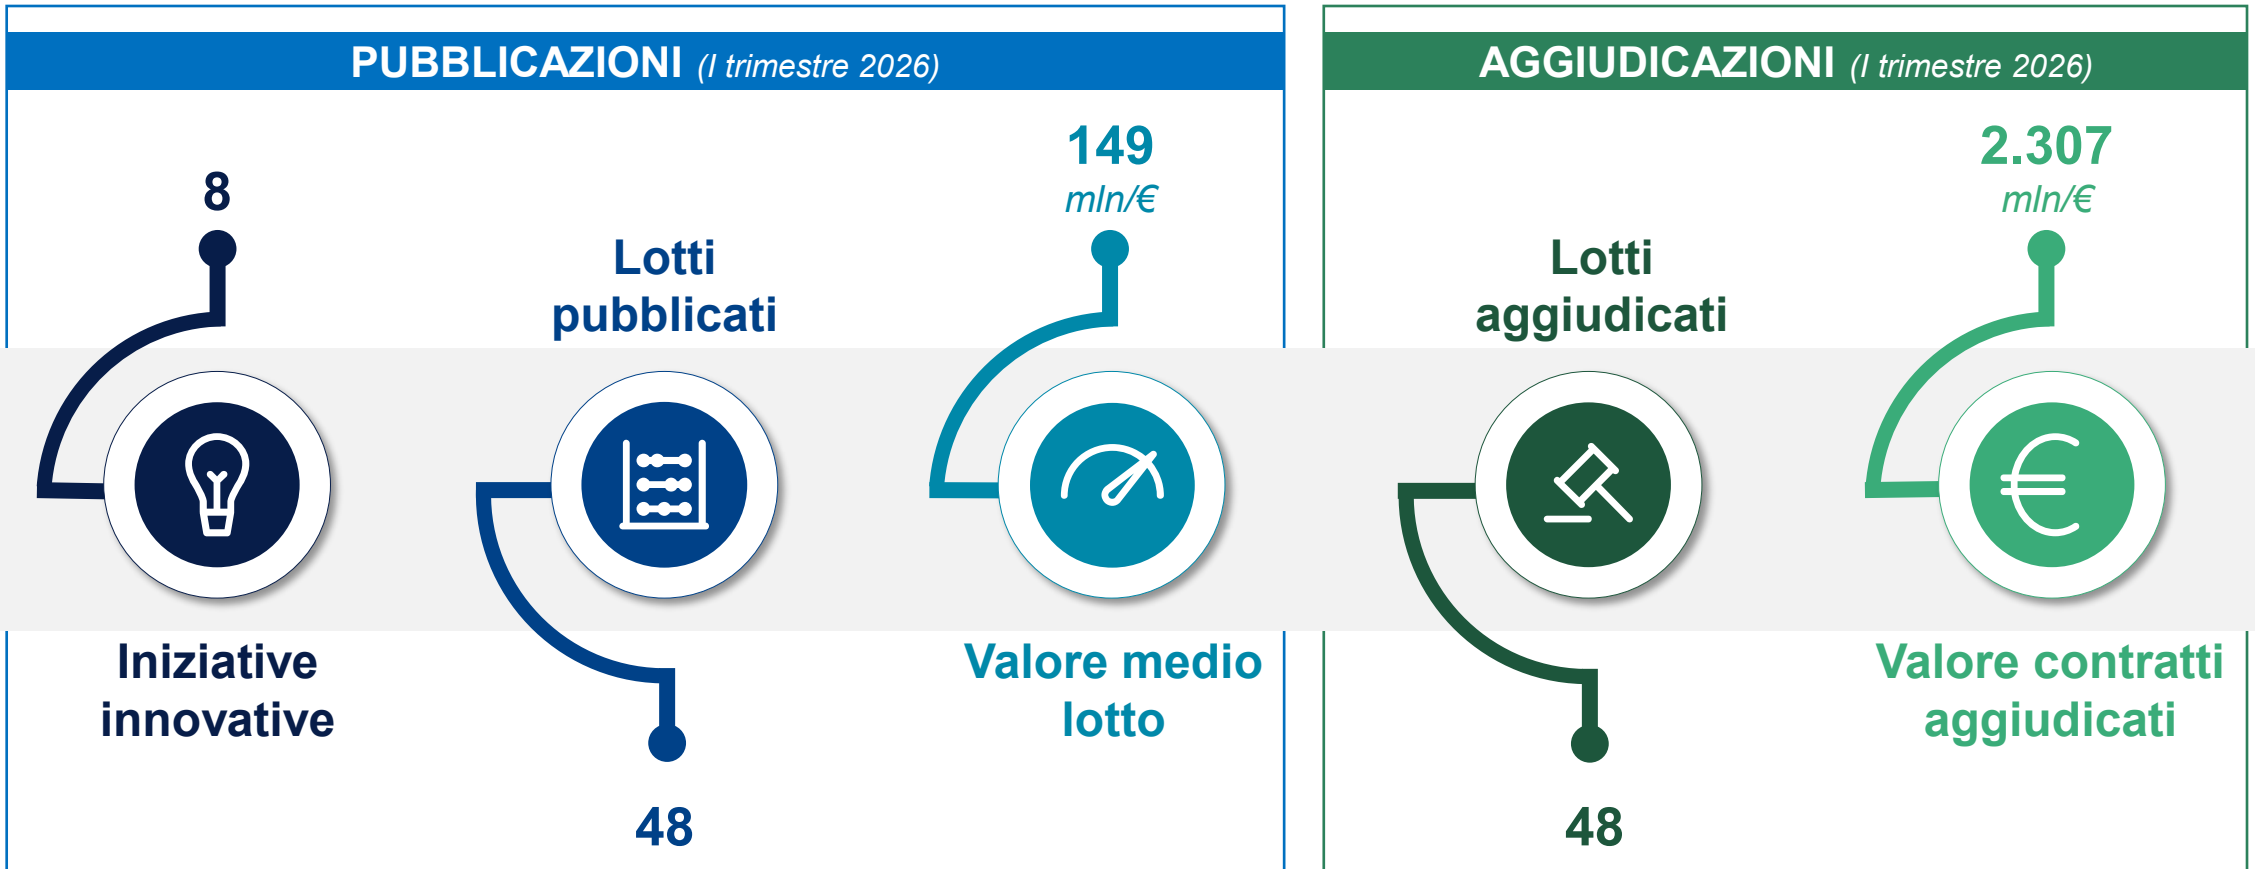 PUBBLICAZIONI (I trimestre 2026)
8
Iniziative
innovative
Lotti
pubblicati
48
149
mln/€
Valore medio
lotto
AGGIUDICAZIONI (I trimestre 2026)
Lotti
aggiudicati
48
2.307
mln/€
Valore contratti
aggiudicati